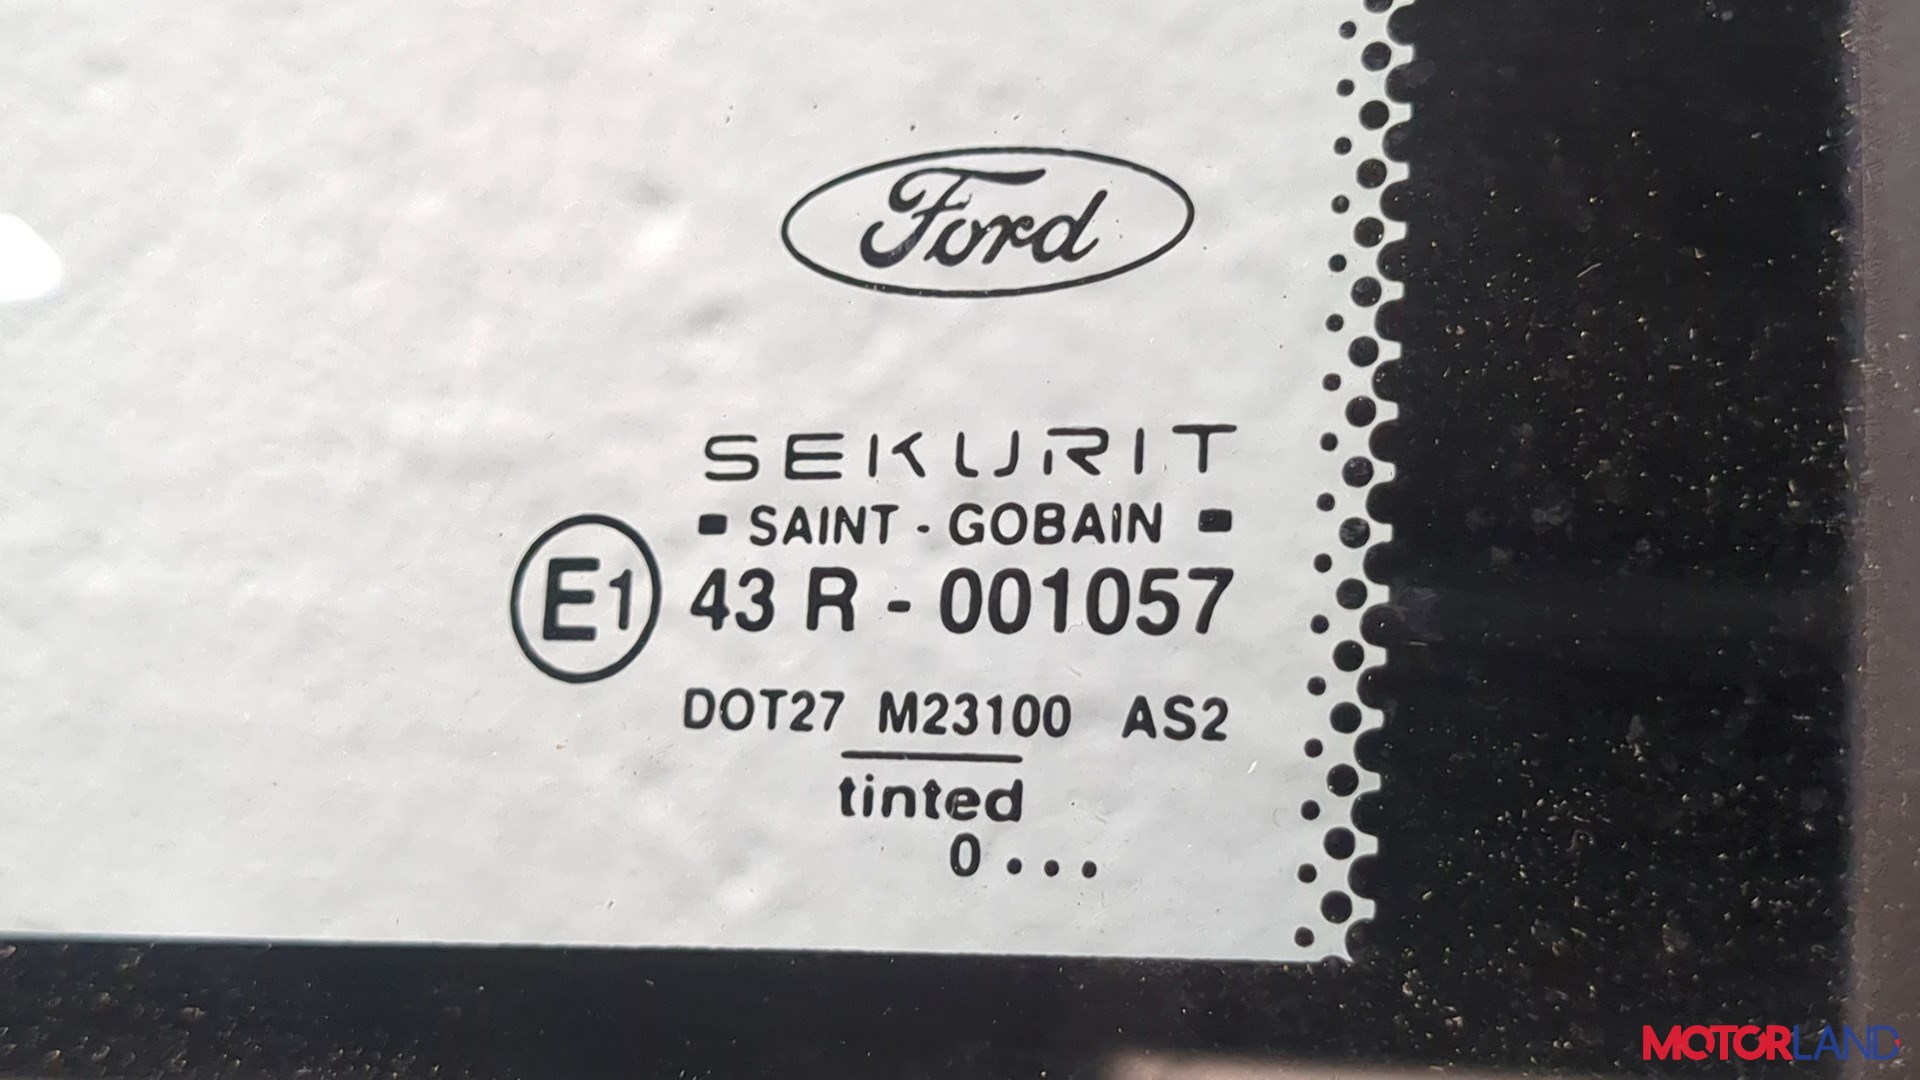 Ford
SEKURIT
▪ SAINT - GOBAIN ▪
E1 43 R - 001057
DOT27 M23100 AS2
tinted
0 ...
MOTORLAND